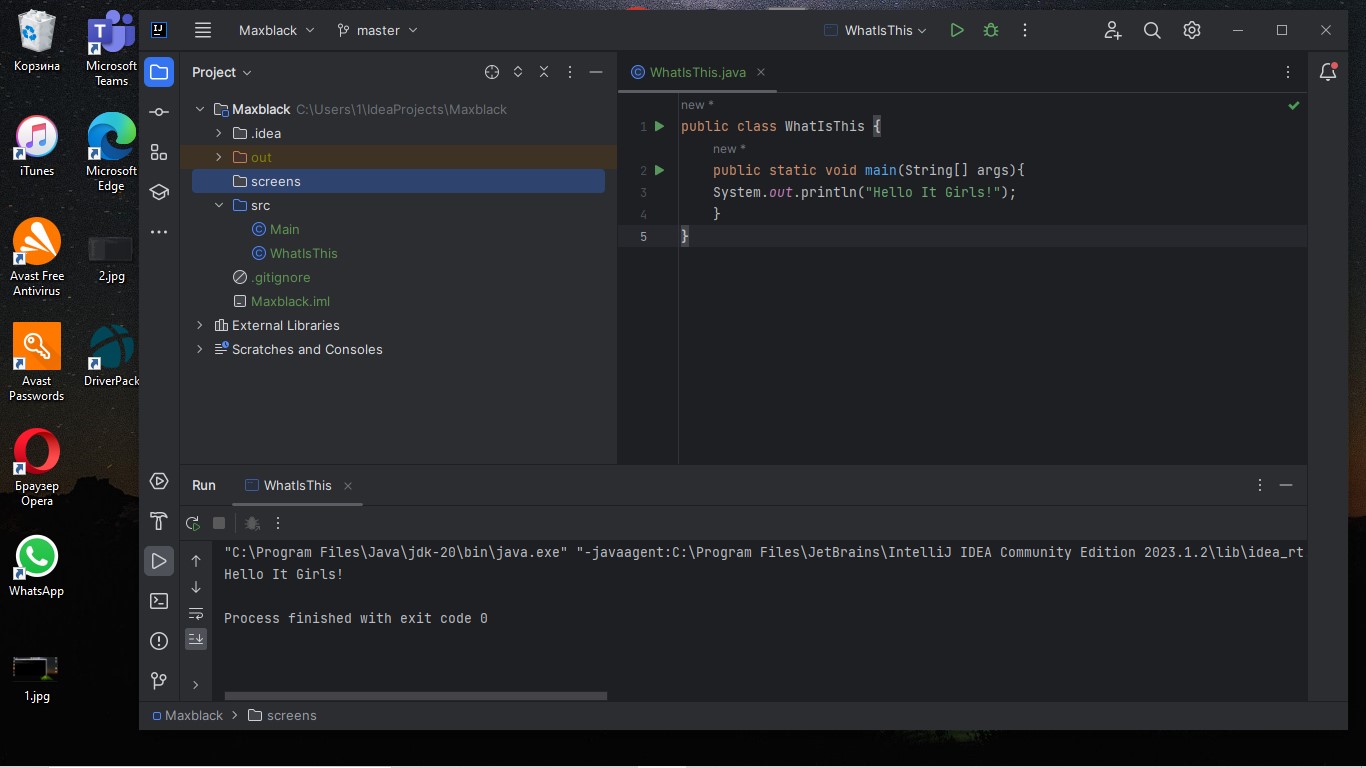 Корзина
Microsoft
Teams
iTunes
Microsoft
Edge
Avast Free
Antivirus
2.jpg
Avast
Passwords
DriverPack
Браузер
Opera
WhatsApp
1.jpg
IJ
Maxblack
master
WhatIsThis
Project
Maxblack C:\Users\1\IdeaProjects\Maxblack
.idea
out
screens
src
Main
WhatIsThis
.gitignore
Maxblack.iml
External Libraries
Scratches and Consoles
WhatIsThis.java
new *
1 public class WhatIsThis {
new *
2 public static void main(String[] args){
3 System.out.println("Hello It Girls!");
4 }
5 }
Run WhatIsThis
"C:\Program Files\Java\jdk-20\bin\java.exe" "-javaagent:C:\Program Files\JetBrains\IntelliJ IDEA Community Edition 2023.1.2\lib\idea_rt
Hello It Girls!
Process finished with exit code 0
Maxblack > screens